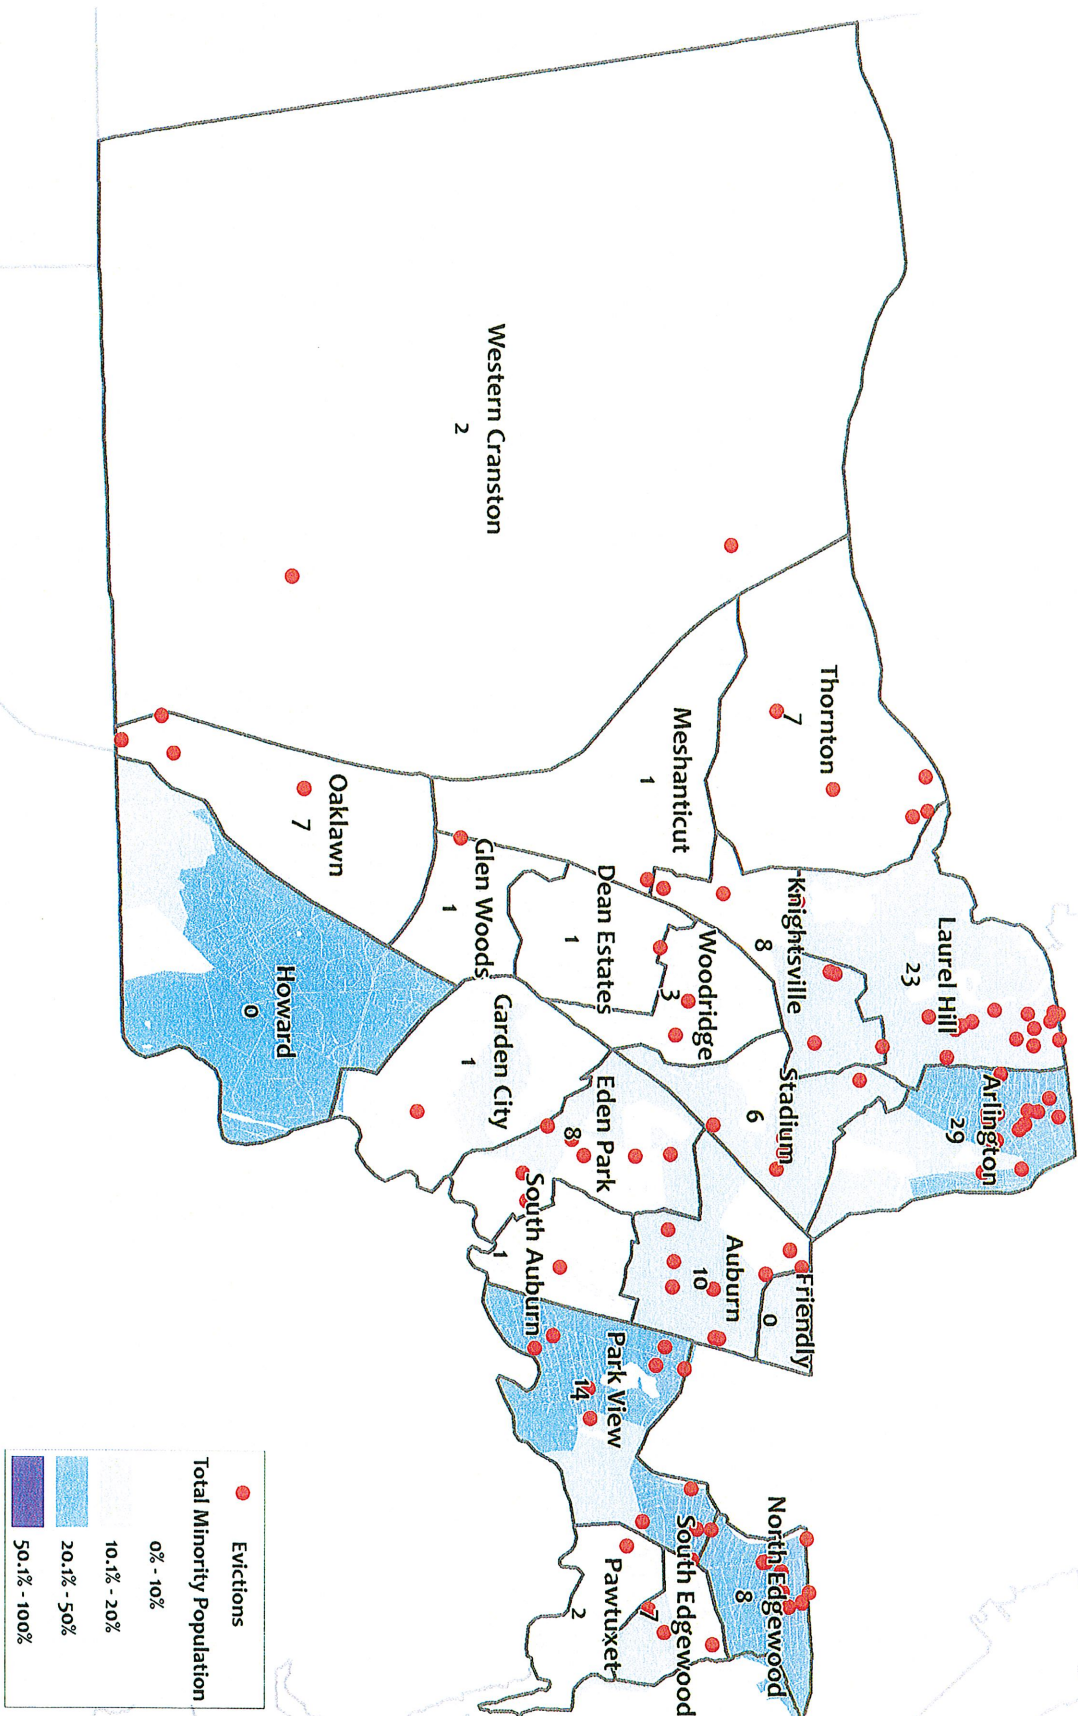 Western Cranston
2
Thornton
7
Meshanticut
1
Oaklawn
7
Glen Woods
1
Dean Estates
1
Knightsville
8
Woodridge
3
Laurel Hill
23
Howard
0
Garden City
1
Eden Park
8
Stadium
6
Arlington
29
South Auburn
1
Auburn
10
Friendly
0
Park View
14
North Edgewood
8
South Edgewood
7
Pawtuxet
2
Evictions
Total Minority Population
0% - 10%
10.1% - 20%
20.1% - 50%
50.1% - 100%